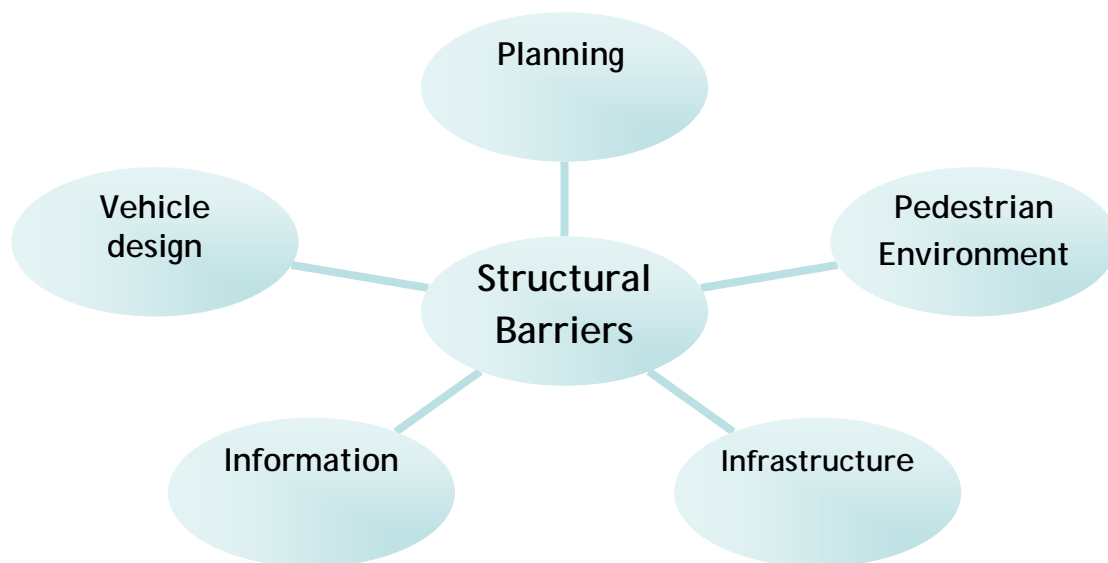 Planning
Vehicle
design
Pedestrian
Environment
Structural
Barriers
Information
Infrastructure